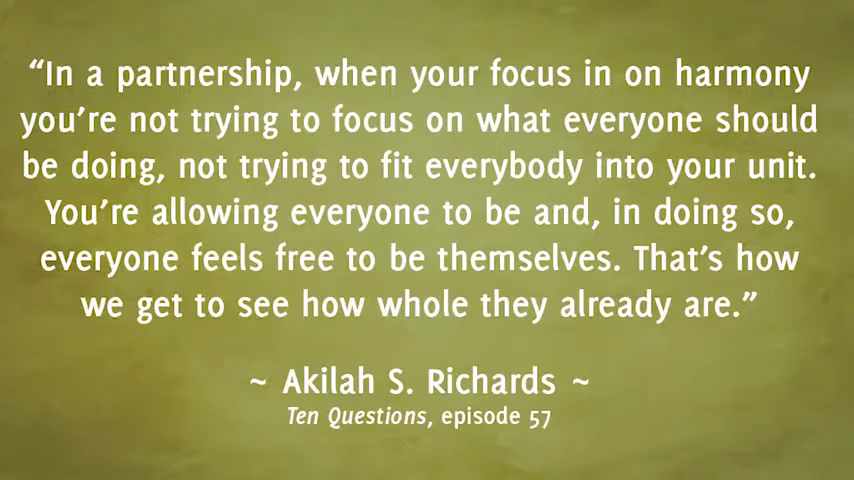 “In a partnership, when your focus in on harmony
you’re not trying to focus on what everyone should
be doing, not trying to fit everybody into your unit.
You’re allowing everyone to be and, in doing so,
everyone feels free to be themselves. That’s how
we get to see how whole they already are.”
~ Akilah S. Richards ~
Ten Questions, episode 57